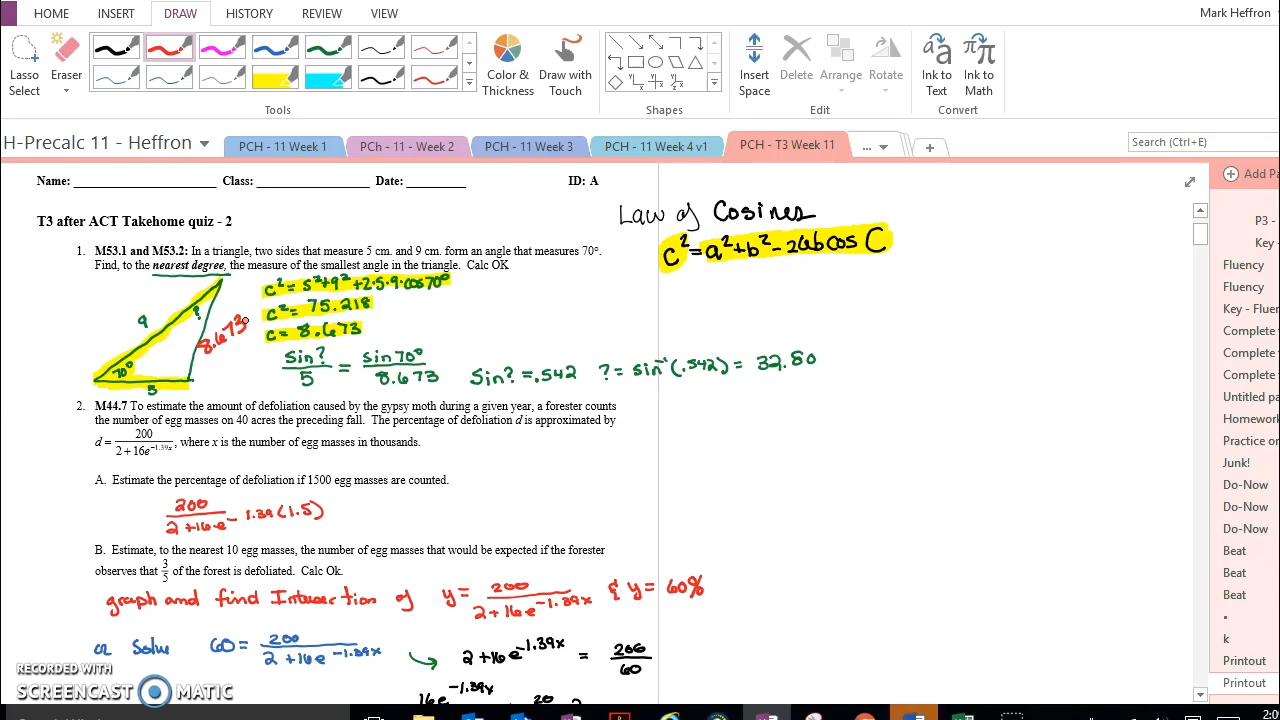 HOME INSERT DRAW HISTORY REVIEW VIEW Mark Heffron
Lasso Select Eraser Color & Thickness Draw with Touch Insert Space Delete Arrange Rotate Ink to Text Ink to Math
Tools Shapes Edit Convert
H-Precalc 11 - Heffron PCH - 11 Week 1 PCh - 11 - Week 2 PCH - 11 Week 3 PCH - 11 Week 4 v1 PCH - T3 Week 11 ... Search (Ctrl+E)
Name: Class: Date: ID: A
Add Pa
T3 after ACT Takehome quiz - 2
Law of Cosines
c² = a² + b² - 2ab cos C
1. M53.1 and M53.2: In a triangle, two sides that measure 5 cm. and 9 cm. form an angle that measures 70°.
Find, to the nearest degree, the measure of the smallest angle in the triangle. Calc OK
c² = 5² + 9² + 2·5·9·cos70°
c² = 75.218
c = 8.673
9 ? 8.673
70° 5
Sin?/5 = Sin70°/8.673 Sin? = .542 ? = sin⁻¹(.542) = 32.80
2. M44.7 To estimate the amount of defoliation caused by the gypsy moth during a given year, a forester counts
the number of egg masses on 40 acres the preceding fall. The percentage of defoliation d is approximated by
d = 200/(2 + 16e^(-1.39x)), where x is the number of egg masses in thousands.
A. Estimate the percentage of defoliation if 1500 egg masses are counted.
200/(2 + 16e) - 1.39(1.5)
B. Estimate, to the nearest 10 egg masses, the number of egg masses that would be expected if the forester
observes that 3/5 of the forest is defoliated. Calc Ok.
graph and find Intersection of y = 200/(2 + 16e^(-1.39x)) & y = 60%
or Solve 60 = 200/(2 + 16e^(-1.39x)) 2 + 16e^(-1.39x) = 200/60
16e^(-1.39x) 20 2
RECORDED WITH
SCREENCAST MATIC
P3 -
Key -
Fluency
Fluency
Key - Fluen
Complete
Complete
Untitled pa
Homework
Practice or
Junk!
Do-Now
Do-Now
Do-Now
Beat
Beat
Beat
•
k
Printout
Printout
2:0